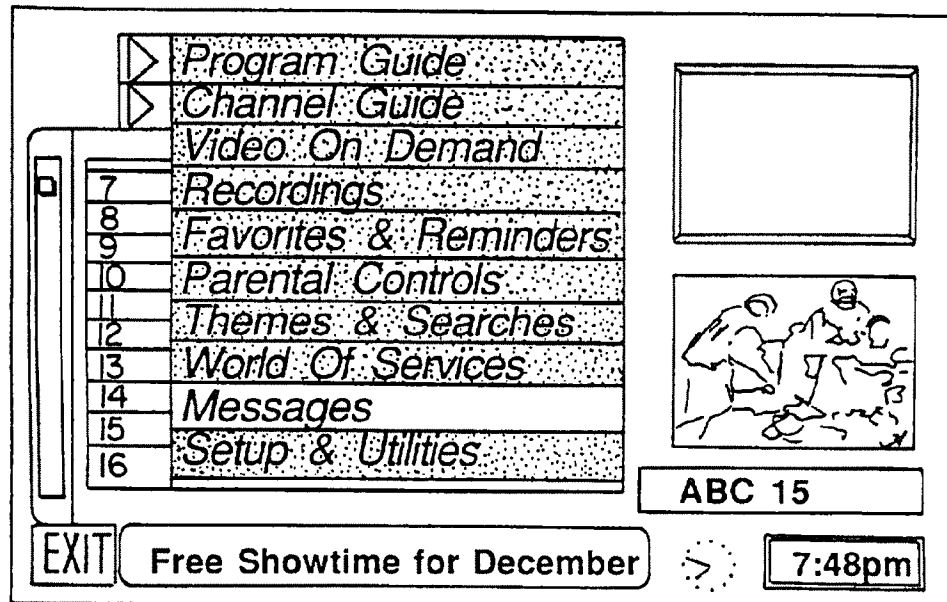 Program Guide
Channel Guide
Video On Demand
Recordings
Favorites & Reminders
Parental Controls
Themes & Searches
World Of Services
Messages
Setup & Utilities
7
8
9
10
11
12
13
14
15
16
ABC 15
EXIT
Free Showtime for December
7:48pm